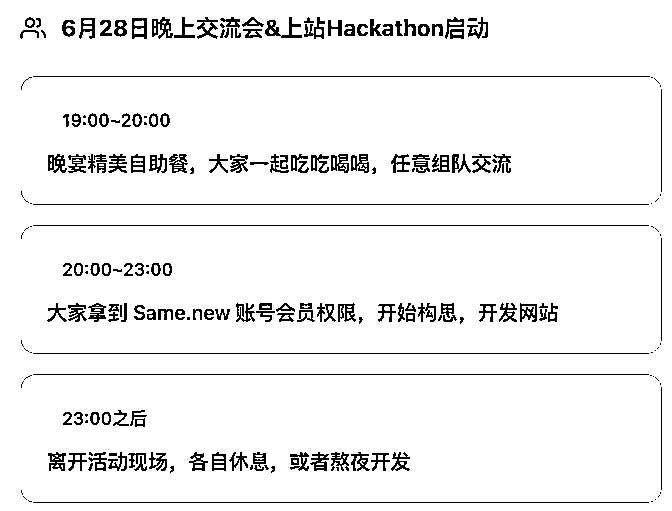 6月28日晚上交流会&上站Hackathon启动
19:00~20:00
晚宴精美自助餐，大家一起吃吃喝喝，任意组队交流
20:00~23:00
大家拿到 Same.new 账号会员权限，开始构思，开发网站
23:00之后
离开活动现场，各自休息，或者熬夜开发